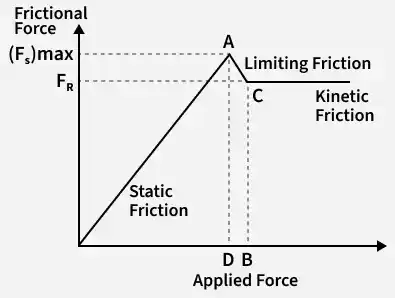 Frictional
Force
(Fs)max
A
Limiting Friction
FR
C
Kinetic
Friction
Static
Friction
D B
Applied Force